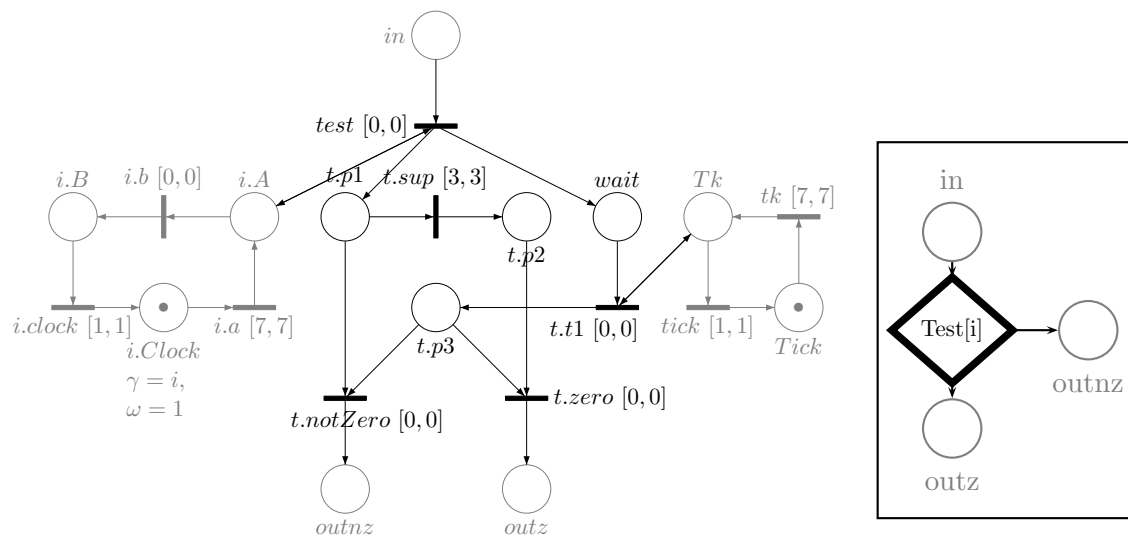 in
test [0, 0]
i.B
i.b [0, 0]
i.A
t.p1
t.sup [3, 3]
wait
Tk
tk [7, 7]
t.p2
i.clock [1, 1]
i.Clock
γ = i,
ω = 1
i.a [7, 7]
t.p3
t.t1 [0, 0]
tick [1, 1]
Tick
t.notZero [0, 0]
t.zero [0, 0]
outnz
outz
in
Test[i]
outnz
outz